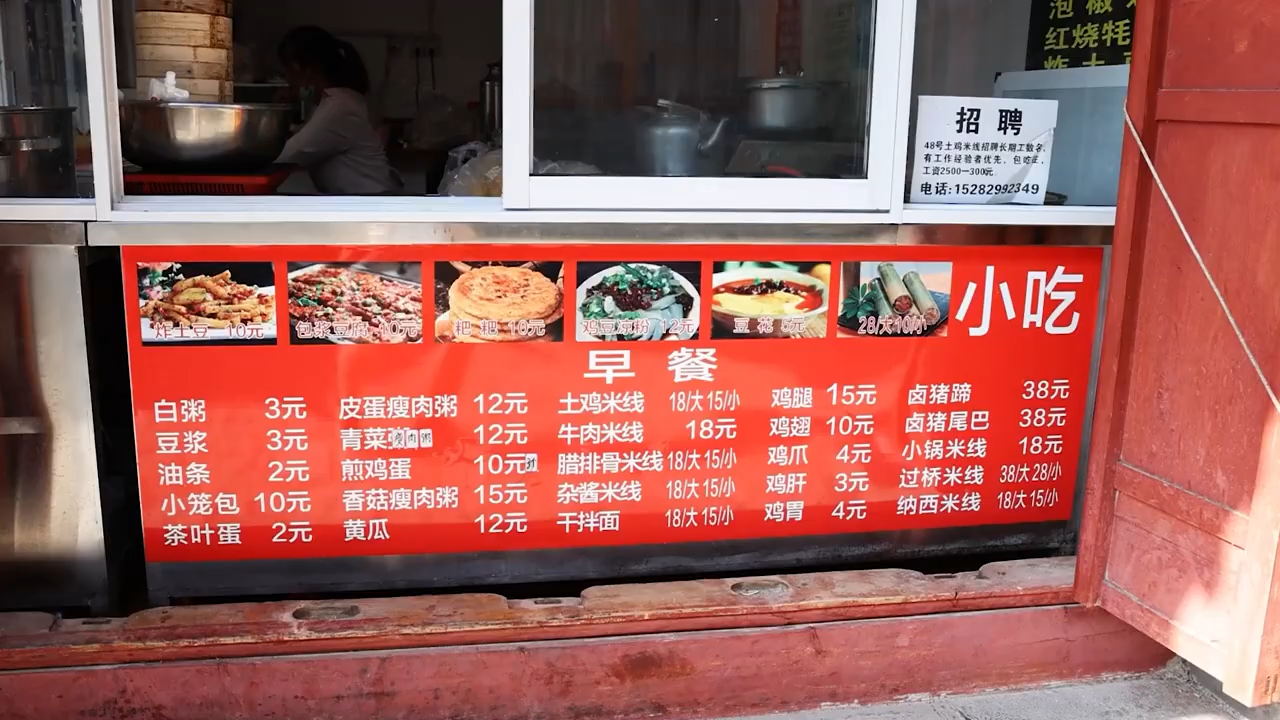 泡椒
红烧牦
炸土豆
招聘
48号土鸡米线招聘长期工数名,
有工作经验者优先,包吃住,
工资2500一300元
电话:15282992349
炸土豆 10元
包浆豆腐 10元
粑粑 10元
鸡豆凉粉 12元
豆花 5元
28/大10/小
小吃
早餐
白粥 3元 皮蛋瘦肉粥 12元 土鸡米线 18/大 15/小 鸡腿 15元 卤猪蹄 38元
豆浆 3元 青菜瘦肉粥 12元 牛肉米线 18元 鸡翅 10元 卤猪尾巴 38元
油条 2元 煎鸡蛋 10元 腊排骨米线 18/大 15/小 鸡爪 4元 小锅米线 18元
小笼包 10元 香菇瘦肉粥 15元 杂酱米线 18/大 15/小 鸡肝 3元 过桥米线 38/大 28/小
茶叶蛋 2元 黄瓜 12元 干拌面 18/大 15/小 鸡胃 4元 纳西米线 18/大 15/小